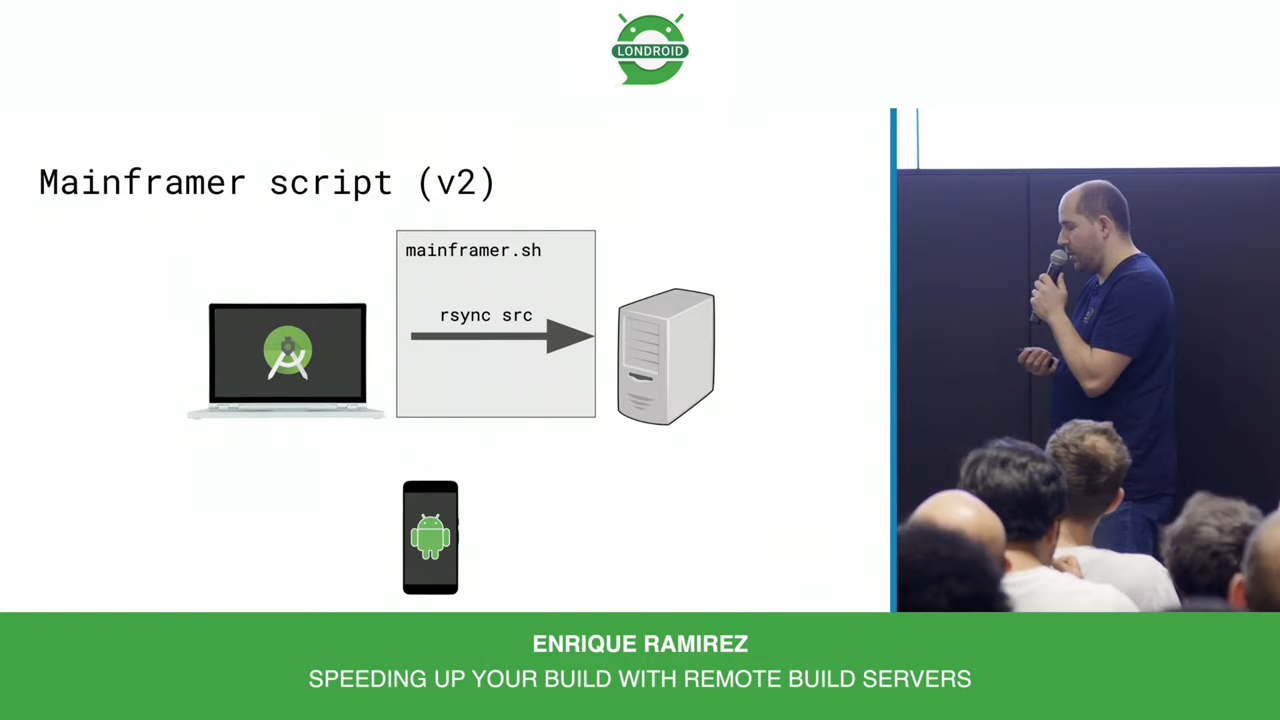 LONDROID
Mainframer script (v2)
mainframer.sh
rsync src
ENRIQUE RAMIREZ
SPEEDING UP YOUR BUILD WITH REMOTE BUILD SERVERS